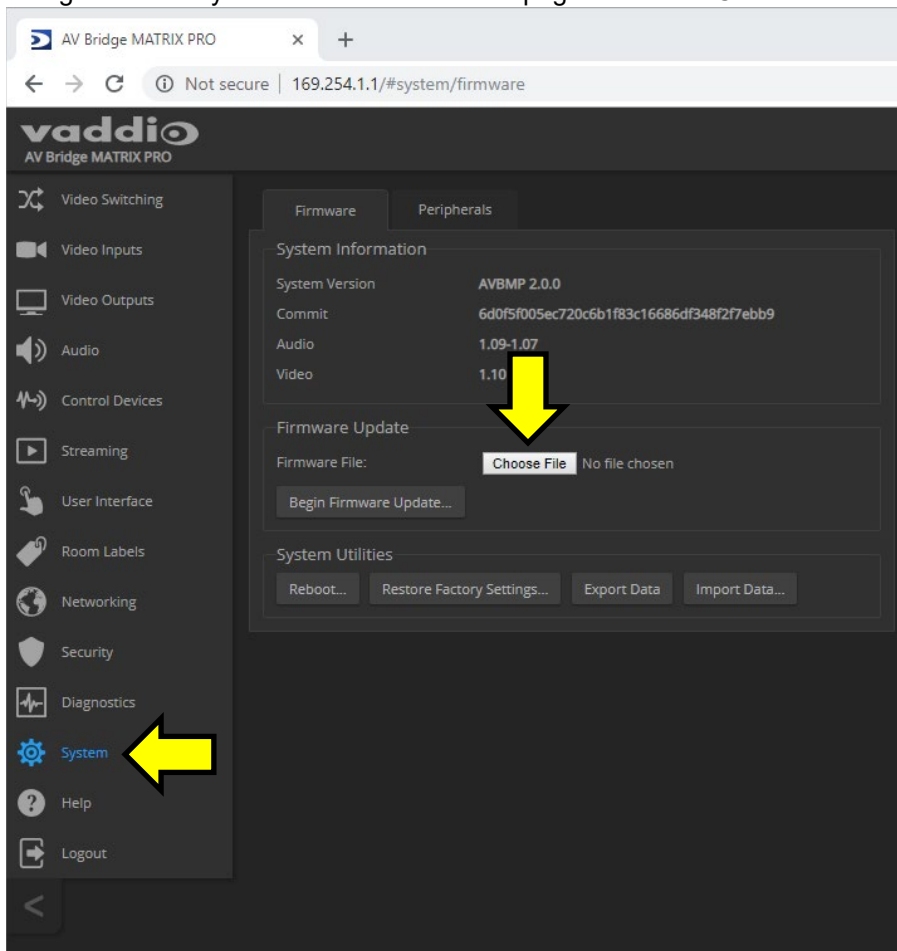 AV Bridge MATRIX PRO
Not secure | 169.254.1.1/#system/firmware
vaddio
AV Bridge MATRIX PRO
Video Switching
Video Inputs
Video Outputs
Audio
Control Devices
Streaming
User Interface
Room Labels
Networking
Security
Diagnostics
System
Help
Logout
Firmware Peripherals
System Information
System Version AVBMP 2.0.0
Commit 6d0f5f005ec720c6b1f83c16686df348f2f7ebb9
Audio 1.09-1.07
Video 1.10
Firmware Update
Firmware File: Choose File No file chosen
Begin Firmware Update...
System Utilities
Reboot... Restore Factory Settings... Export Data Import Data...